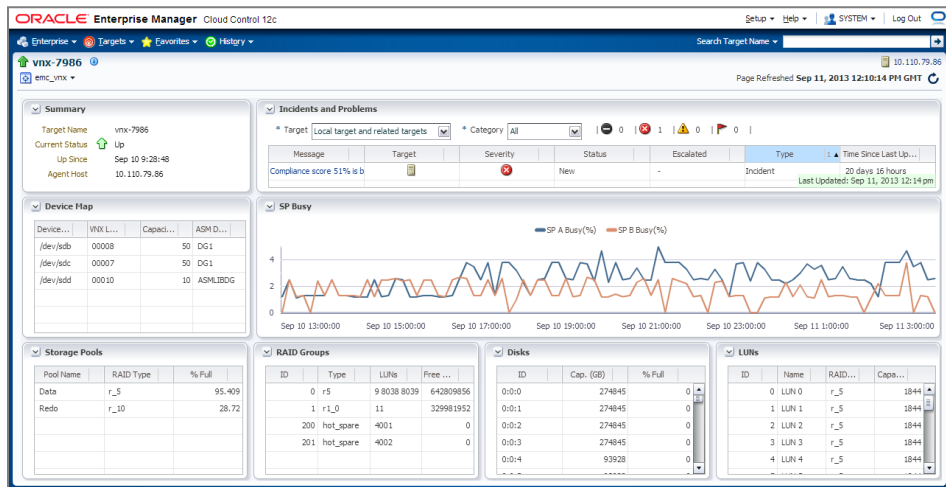 ORACLE Enterprise Manager Cloud Control 12c
Setup Help SYSTEM Log Out
Enterprise Targets Favorites History Search Target Name
vnx-7986 10.110.79.86
emc_vnx Page Refreshed Sep 11, 2013 12:10:14 PM GMT
Summary
Target Name vnx-7986
Current Status Up
Up Since Sep 10 9:28:48
Agent Host 10.110.79.86
Incidents and Problems
* Target Local target and related targets * Category All | 0 | 1 | 0 | 0 |
Message Target Severity Status Escalated Type 1 Time Since Last Up...
Compliance score 51% is b New - Incident 20 days 16 hours
Last Updated: Sep 11, 2013 12:14 pm
Device Map
Device... VNX L... Capaci... ASM D...
/dev/sdb 00008 50 DG1
/dev/sdc 00007 50 DG1
/dev/sdd 00010 10 ASMLIBDG
SP Busy
SP A Busy(%) SP B Busy(%)
4
2
0
Sep 10 13:00:00 Sep 10 15:00:00 Sep 10 17:00:00 Sep 10 19:00:00 Sep 10 21:00:00 Sep 10 23:00:00 Sep 11 1:00:00 Sep 11 3:00:00
Storage Pools
Pool Name RAID Type % Full
Data r_5 95.409
Redo r_10 28.72
RAID Groups
ID Type LUNs Free ...
0 r5 9 8038 8039 642809856
1 r1_0 11 329981952
200 hot_spare 4001 0
201 hot_spare 4002 0
Disks
ID Cap. (GB) % Full
0:0:0 274845 0
0:0:1 274845 0
0:0:2 274845 0
0:0:3 274845 0
0:0:4 93928 0
LUNs
ID Name RAID... Capa...
0 LUN 0 r_5 1844
1 LUN 1 r_5 1844
2 LUN 2 r_5 1844
3 LUN 3 r_5 1844
4 LUN 4 r_5 1844